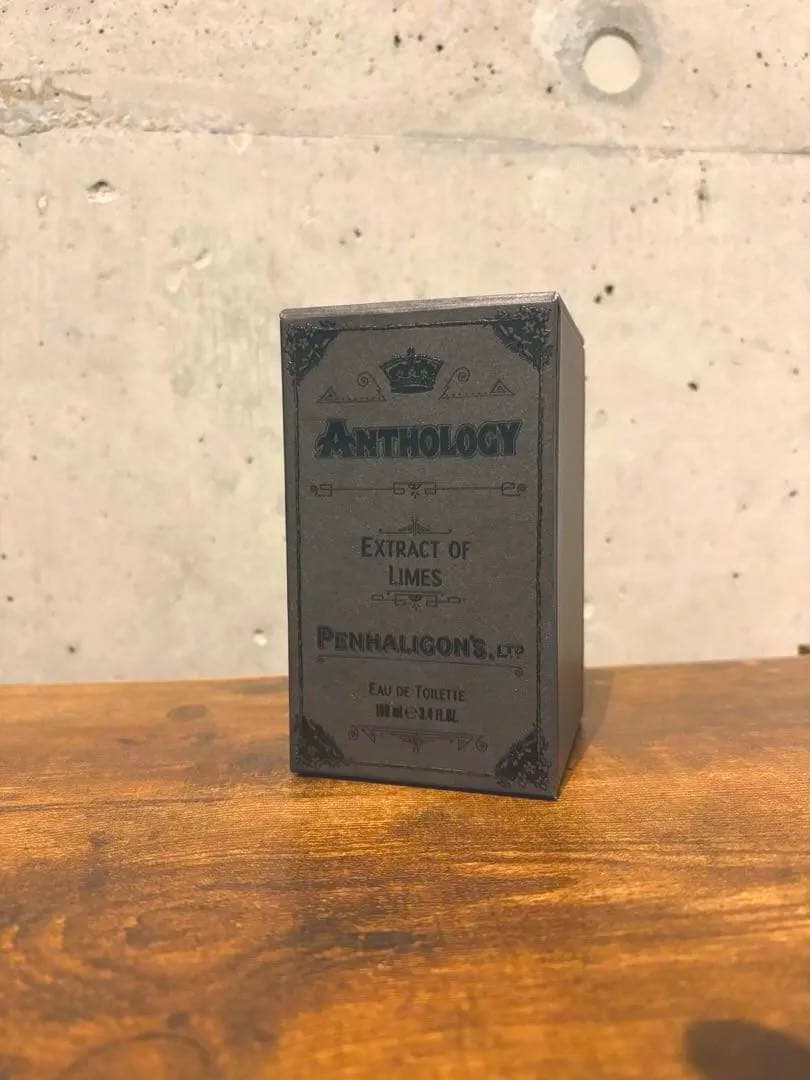 ANTHOLOGY
EXTRACT OF
LIMES
PENHALIGON'S, LTD
EAU DE TOILETTE
100 ml e 3.4 FL.OZ.